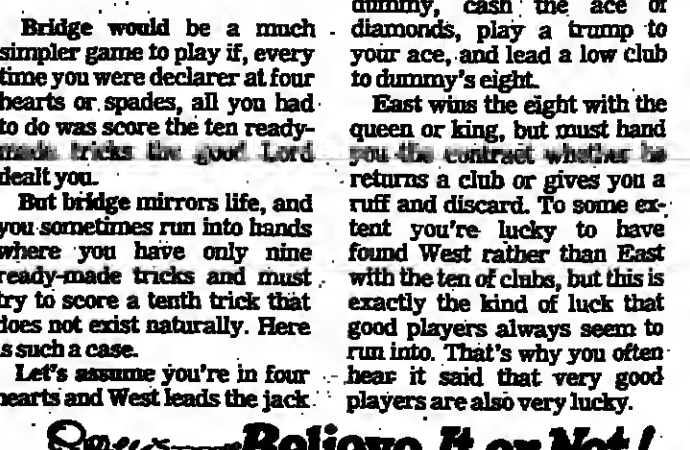 Bridge would be a much
simpler game to play if, every
time you were declarer at four
hearts or spades, all you had
to do was score the ten ready-
made tricks the good Lord
dealt you.
But bridge mirrors life, and
you sometimes run into hands
where you have only nine
ready-made tricks and must
try to score a tenth trick that
does not exist naturally. Here
s such a case.
Let's assume you're in four
hearts and West leads the jack
dummy, cash the ace of
diamonds, play a trump to
your ace, and lead a low club
to dummy's eight.
East wins the eight with the
queen or king, but must hand
you the contract whether he
returns a club or gives you a
ruff and discard. To some ex-
tent you're lucky to have
found West rather than East
with the ten of clubs, but this is
exactly the kind of luck that
good players always seem to
run into. That's why you often
hear it said that very good
players are also very lucky.
Believe It or Not!